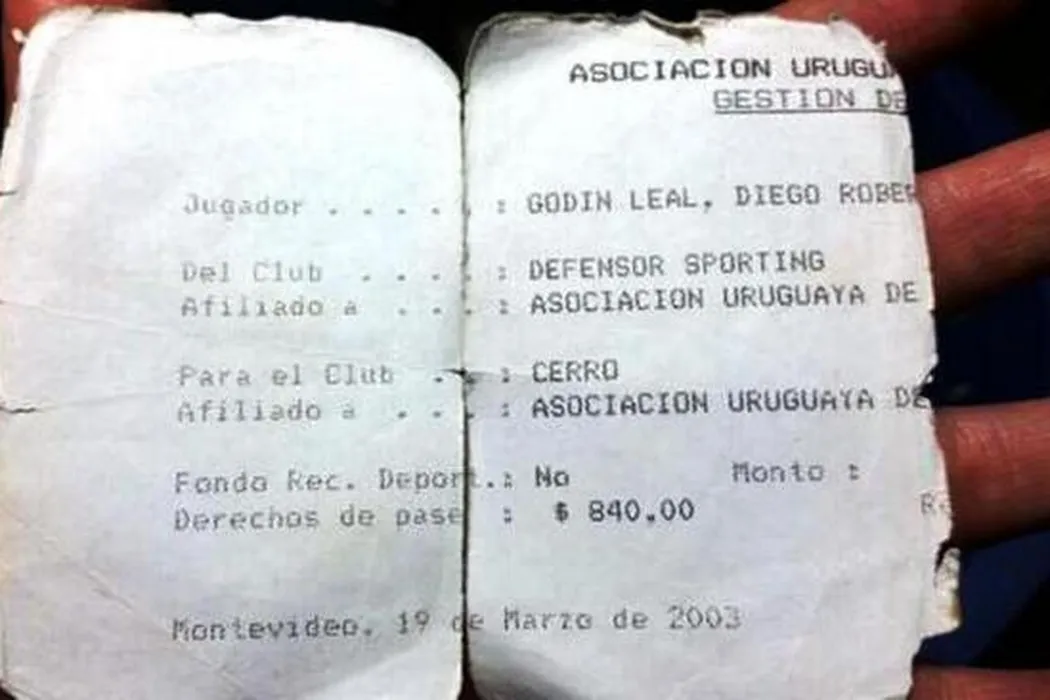 ASOCIACION URUGU
GESTION DE
Jugador . . . . . : GODIN LEAL, DIEGO ROBER
Del Club . . . . : DEFENSOR SPORTING
Afiliado a . . . : ASOCIACION URUGUAYA DE
Para el Club . . : CERRO
Afiliado a . . . : ASOCIACION URUGUAYA DE
Fondo Rec. Deport.: No Monto :
Derechos de pase : $ 840.00
Montevideo, 19 de Marzo de 2003